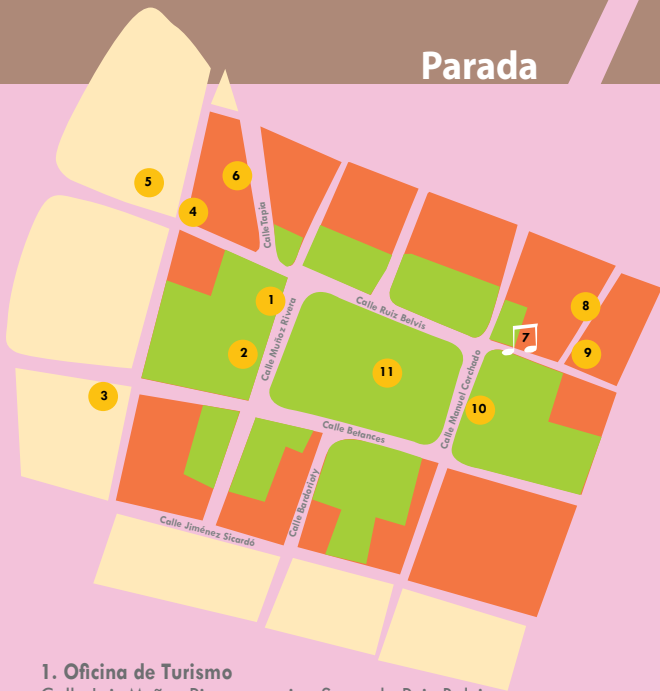 Parada
6
5
4
Calle Tapia
1
Calle Muñoz Rivera
Calle Ruiz Belvis
8
7
9
2
11
Calle Manuel Corchado
3
10
Calle Betances
Calle Bardorioty
Calle Jiménez Sicardó
1. Oficina de Turismo